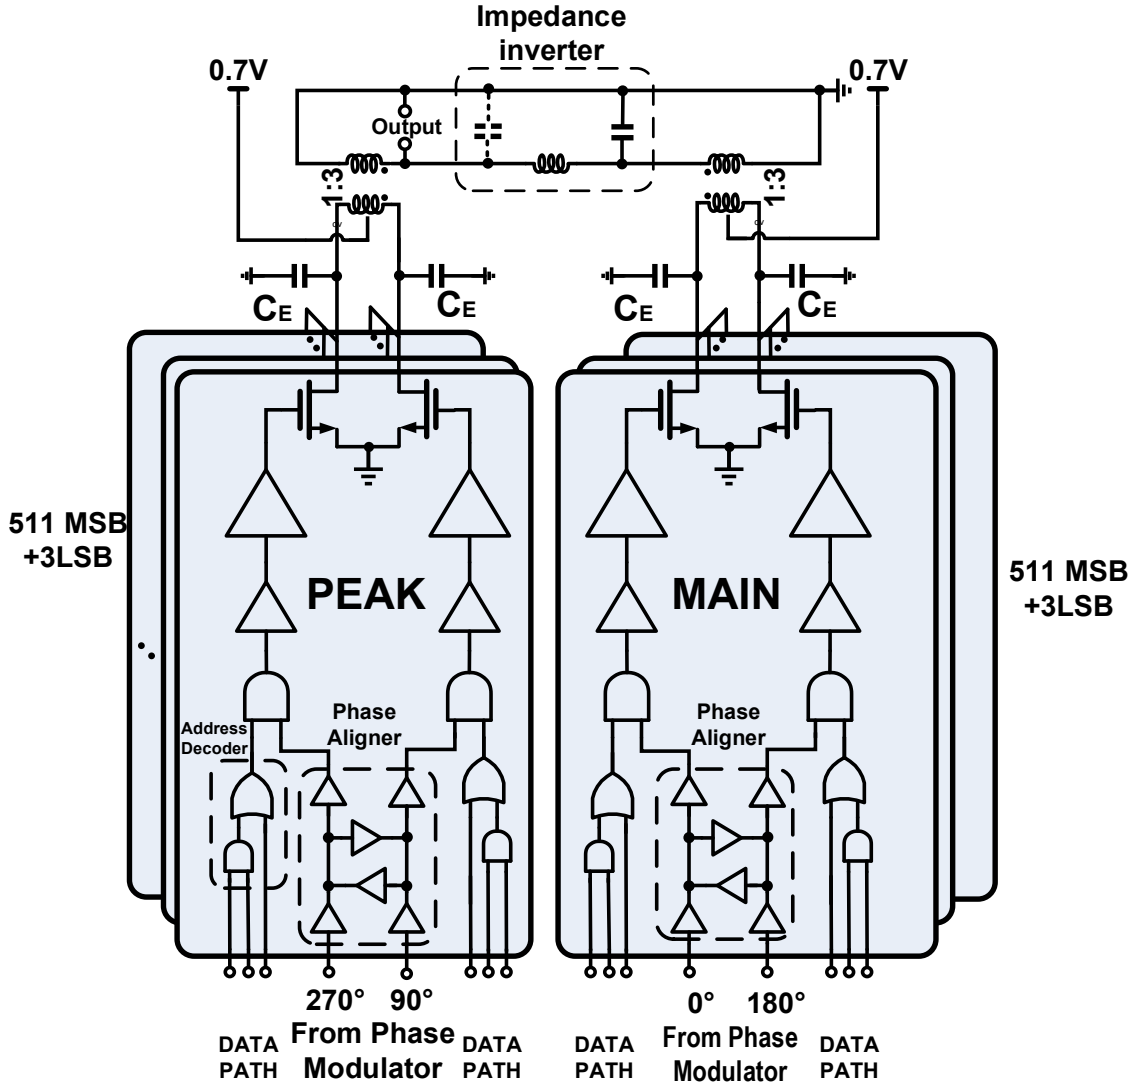 Impedance
inverter
0.7V
0.7V
Output
1:3
1:3
CE
CE
CE
CE
511 MSB
+3LSB
PEAK
MAIN
511 MSB
+3LSB
Address
Decoder
Phase
Aligner
Phase
Aligner
270°
90°
From Phase
Modulator
0°
180°
From Phase
Modulator
DATA
PATH
DATA
PATH
DATA
PATH
DATA
PATH